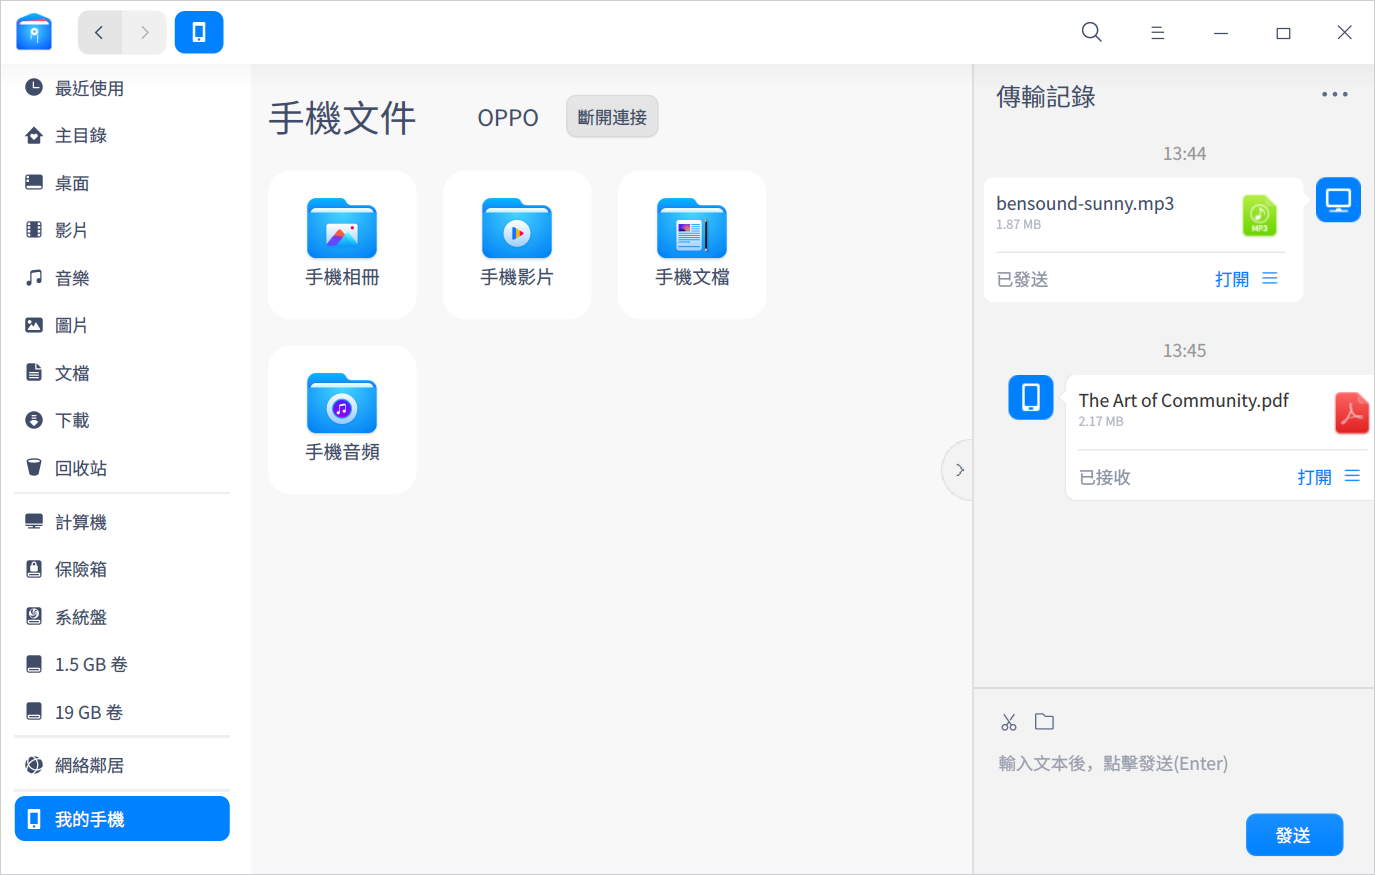 最近使用
主目錄
桌面
影片
音樂
圖片
文檔
下載
回收站
計算機
保險箱
系統盤
1.5 GB 卷
19 GB 卷
網絡鄰居
我的手機
手機文件
OPPO
斷開連接
手機相冊
手機影片
手機文檔
手機音頻
傳輸記錄
13:44
bensound-sunny.mp3
1.87 MB
MP3
已發送
打開
13:45
The Art of Community.pdf
2.17 MB
已接收
打開
輸入文本後，點擊發送(Enter)
發送